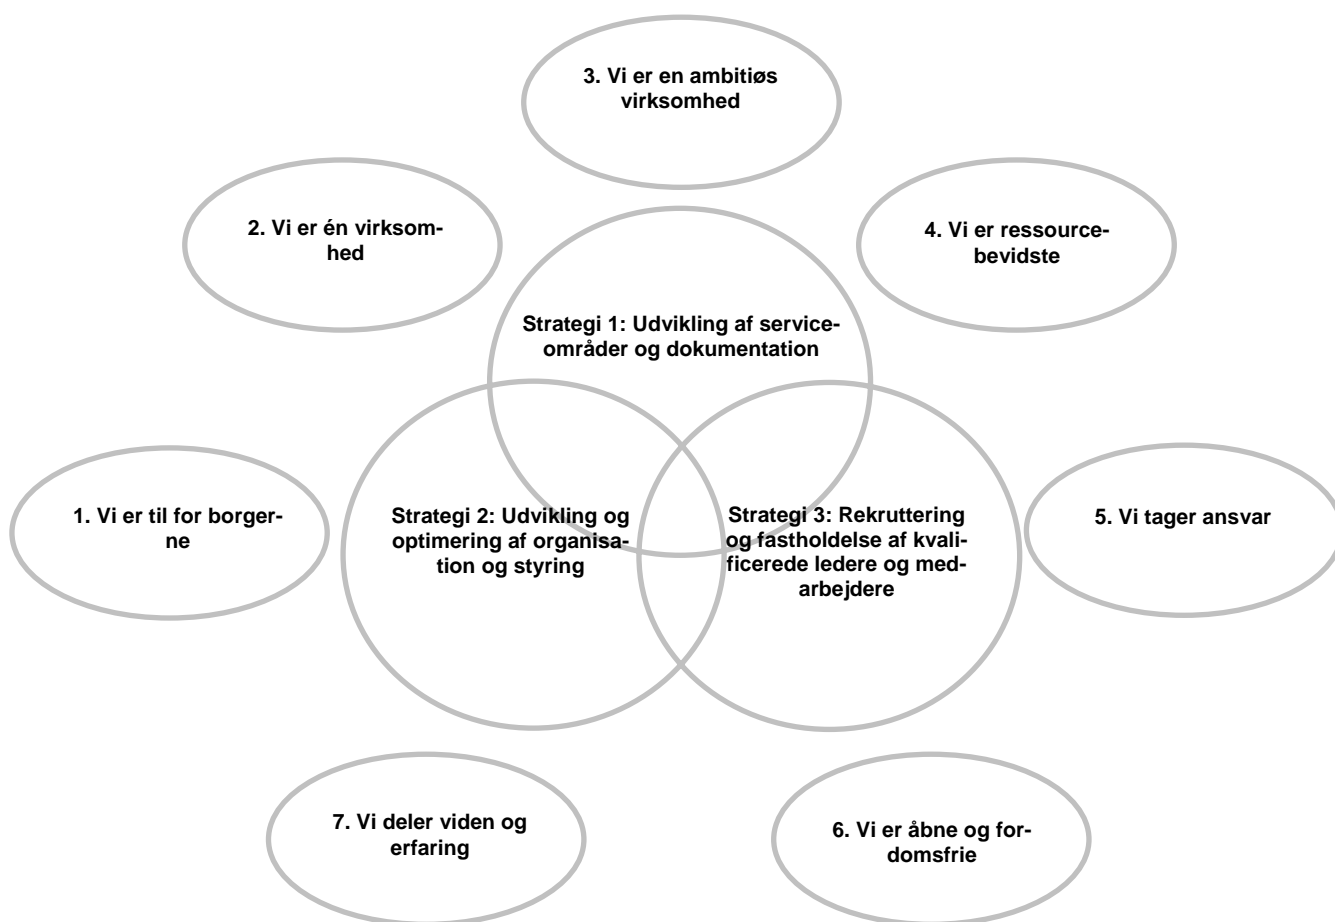 3. Vi er en ambitiøs
virksomhed
2. Vi er én virksom-
hed
4. Vi er ressource-
bevidste
Strategi 1: Udvikling af service-
områder og dokumentation
1. Vi er til for borger-
ne
Strategi 2: Udvikling og
optimering af organisa-
tion og styring
Strategi 3: Rekruttering
og fastholdelse af kvali-
ficerede ledere og med-
arbejdere
5. Vi tager ansvar
7. Vi deler viden og
erfaring
6. Vi er åbne og for-
domsfrie